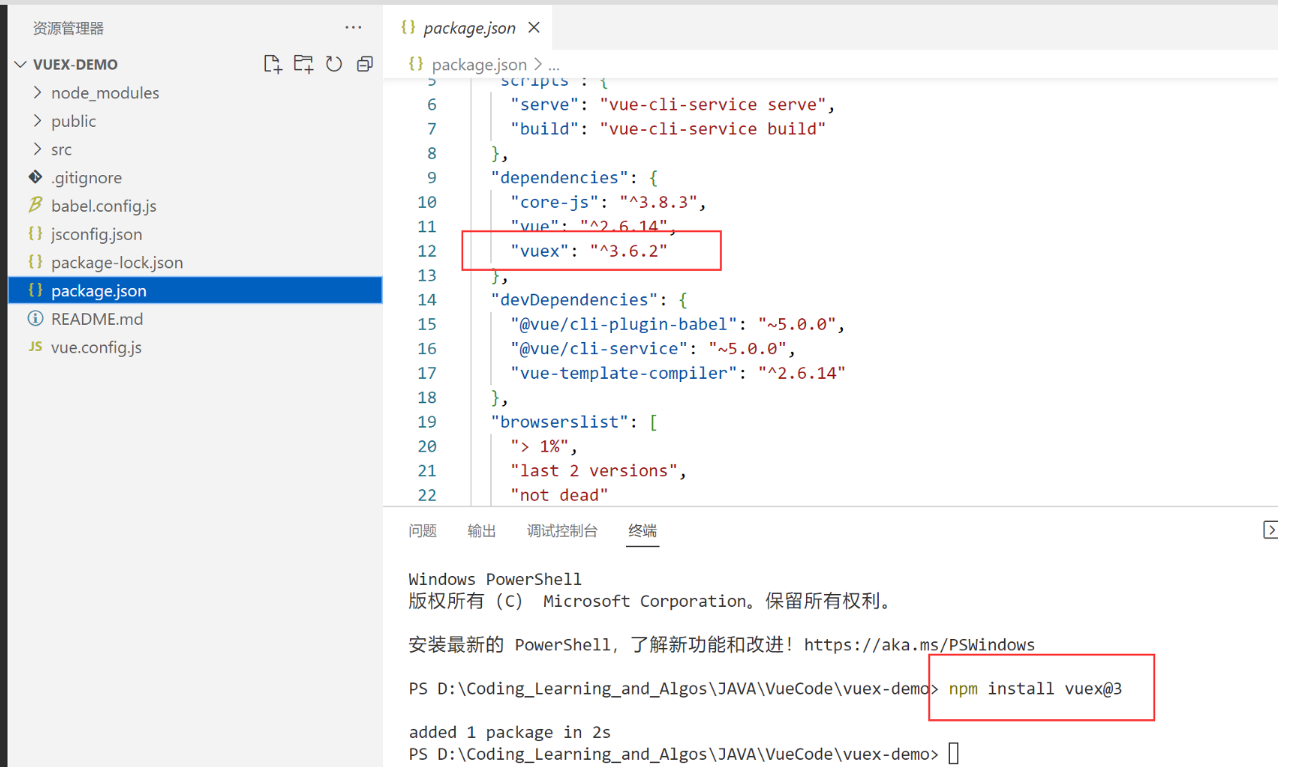 资源管理器
···
VUEX-DEMO
node_modules
public
src
.gitignore
babel.config.js
jsconfig.json
package-lock.json
package.json
README.md
JS vue.config.js
{} package.json
{} package.json > ...
5 "scripts": {
6 "serve": "vue-cli-service serve",
7 "build": "vue-cli-service build"
8 },
9 "dependencies": {
10 "core-js": "^3.8.3",
11 "vue": "^2.6.14",
12 "vuex": "^3.6.2"
13 },
14 "devDependencies": {
15 "@vue/cli-plugin-babel": "~5.0.0",
16 "@vue/cli-service": "~5.0.0",
17 "vue-template-compiler": "^2.6.14"
18 },
19 "browserslist": [
20 "> 1%",
21 "last 2 versions",
22 "not dead"
问题 输出 调试控制台 终端
Windows PowerShell
版权所有 (C) Microsoft Corporation。保留所有权利。
安装最新的 PowerShell，了解新功能和改进！https://aka.ms/PSWindows
PS D:\Coding_Learning_and_Algos\JAVA\VueCode\vuex-demo> npm install vuex@3
added 1 package in 2s
PS D:\Coding_Learning_and_Algos\JAVA\VueCode\vuex-demo>